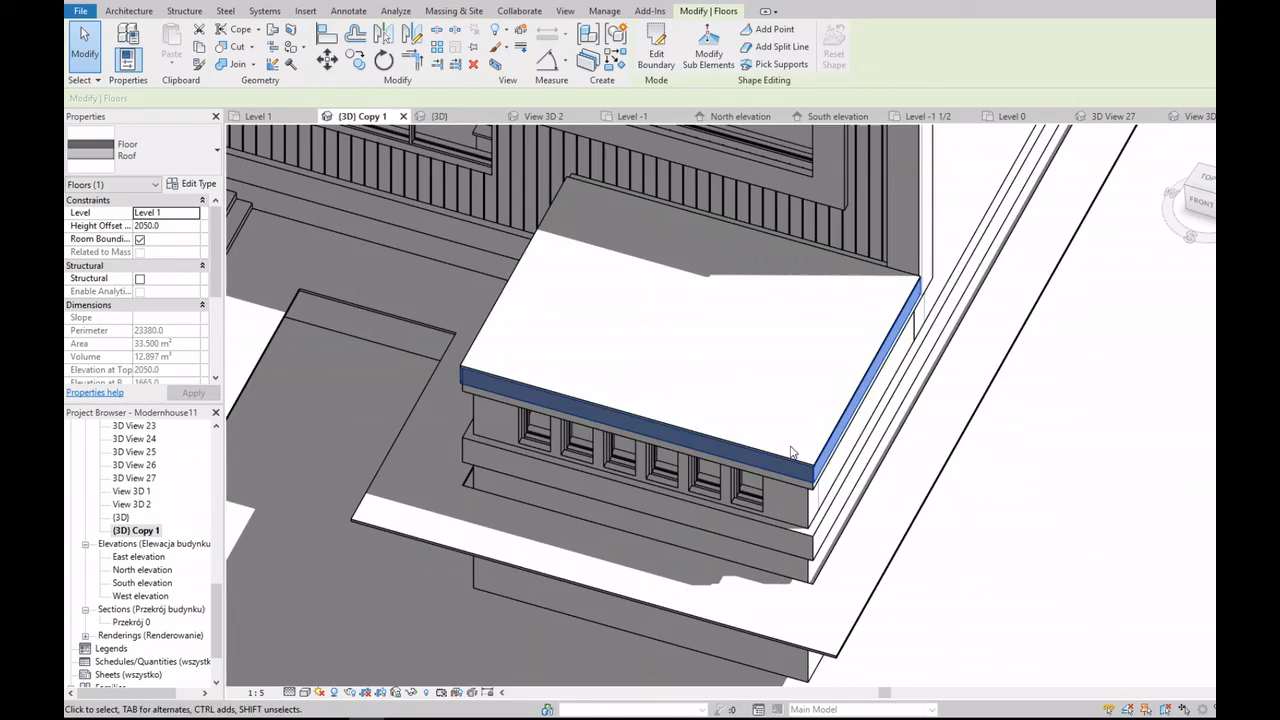 File Architecture Structure Steel Systems Insert Annotate Analyze Massing & Site Collaborate View Manage Add-Ins Modify | Floors
Modify
Select
Properties
Paste
Clipboard
Cope
Cut
Join
Geometry
Modify
View
Measure
Create
Edit
Boundary
Mode
Modify
Sub Elements
Add Point
Add Split Line
Pick Supports
Shape Editing
Reset
Shape
Modify | Floors
Properties
Level 1
(3D) Copy 1
(3D)
View 3D 2
Level -1
North elevation
South elevation
Level -1 1/2
Level 0
3D View 27
View 3D
Floor
Roof
Floors (1)
Edit Type
Constraints
Level Level 1
Height Offset ... 2050.0
Room Boundi...
Related to Mass
Structural
Structural
Enable Analyti...
Dimensions
Slope
Perimeter 23380.0
Area 33.500 m²
Volume 12.897 m³
Elevation at Top 2050.0
Elevation at B 1665.0
Properties help
Apply
Project Browser - Modernhouse11
3D View 23
3D View 24
3D View 25
3D View 26
3D View 27
View 3D 1
View 3D 2
{3D}
{3D} Copy 1
Elevations (Elewacja budynku
East elevation
North elevation
South elevation
West elevation
Sections (Przekrój budynku)
Przekrój 0
Renderings (Renderowanie)
Legends
Schedules/Quantities (wszystk
Sheets (wszystko)
TOP
FRONT
1 : 5
Click to select, TAB for alternates, CTRL adds, SHIFT unselects.
:0
Main Model